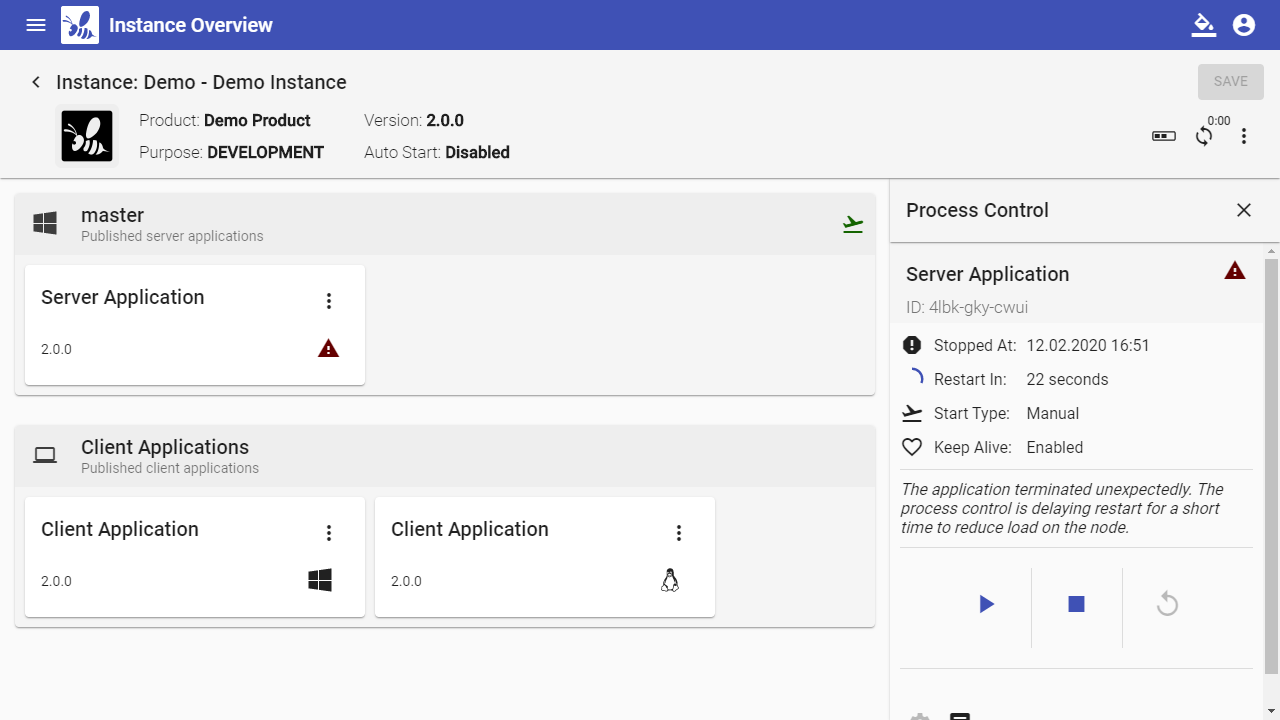 Instance Overview
Instance: Demo - Demo Instance
SAVE
Product: Demo Product
Version: 2.0.0
0:00
Purpose: DEVELOPMENT
Auto Start: Disabled
master
Published server applications
Server Application
2.0.0
Client Applications
Published client applications
Client Application
2.0.0
Client Application
2.0.0
Process Control
Server Application
ID: 4lbk-gky-cwui
Stopped At: 12.02.2020 16:51
Restart In: 22 seconds
Start Type: Manual
Keep Alive: Enabled
The application terminated unexpectedly. The
process control is delaying restart for a short
time to reduce load on the node.